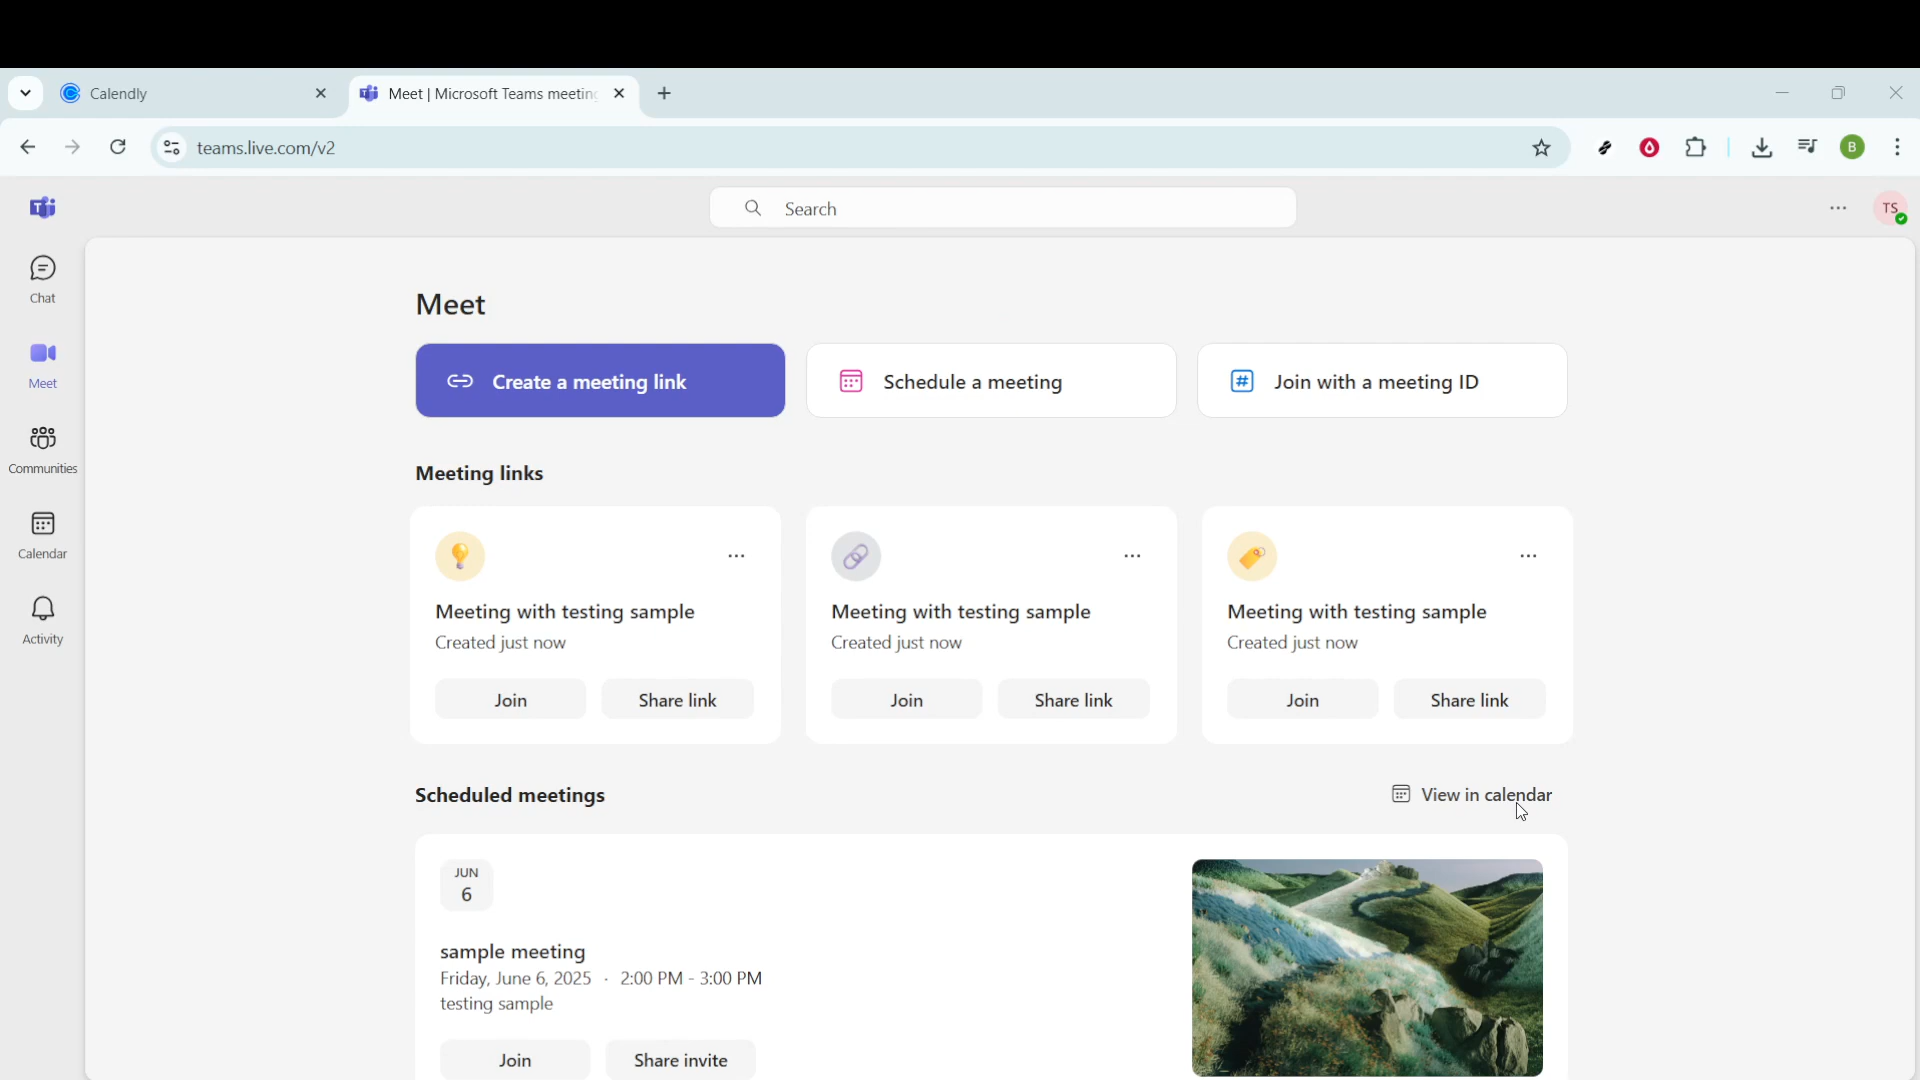 Calendly
Meet | Microsoft Teams meeting
teams.live.com/v2
B
Search
TS
Chat
Meet
Communities
Calendar
Activity
Meet
Create a meeting link
Schedule a meeting
# Join with a meeting ID
Meeting links
Meeting with testing sample
Created just now
Join Share link
Meeting with testing sample
Created just now
Join Share link
Meeting with testing sample
Created just now
Join Share link
Scheduled meetings
View in calendar
JUN
6
sample meeting
Friday, June 6, 2025 · 2:00 PM - 3:00 PM
testing sample
Join Share invite